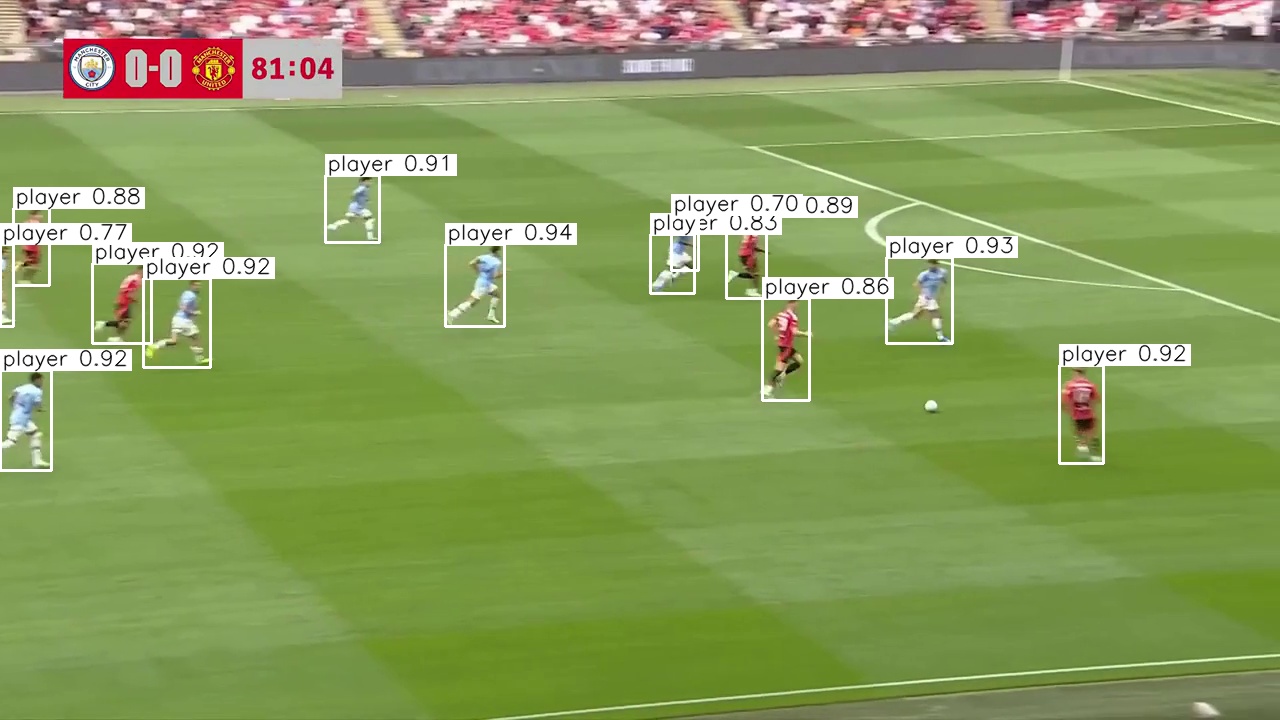 MANCHESTER
CITY
0-0
MANCHESTER
UNITED
81:04
player 0.91
player 0.88
player 0.70
0.89
player 0.83
player 0.77
player 0.94
player 0.92
player 0.93
player 0.92
player 0.86
player 0.92
player 0.92